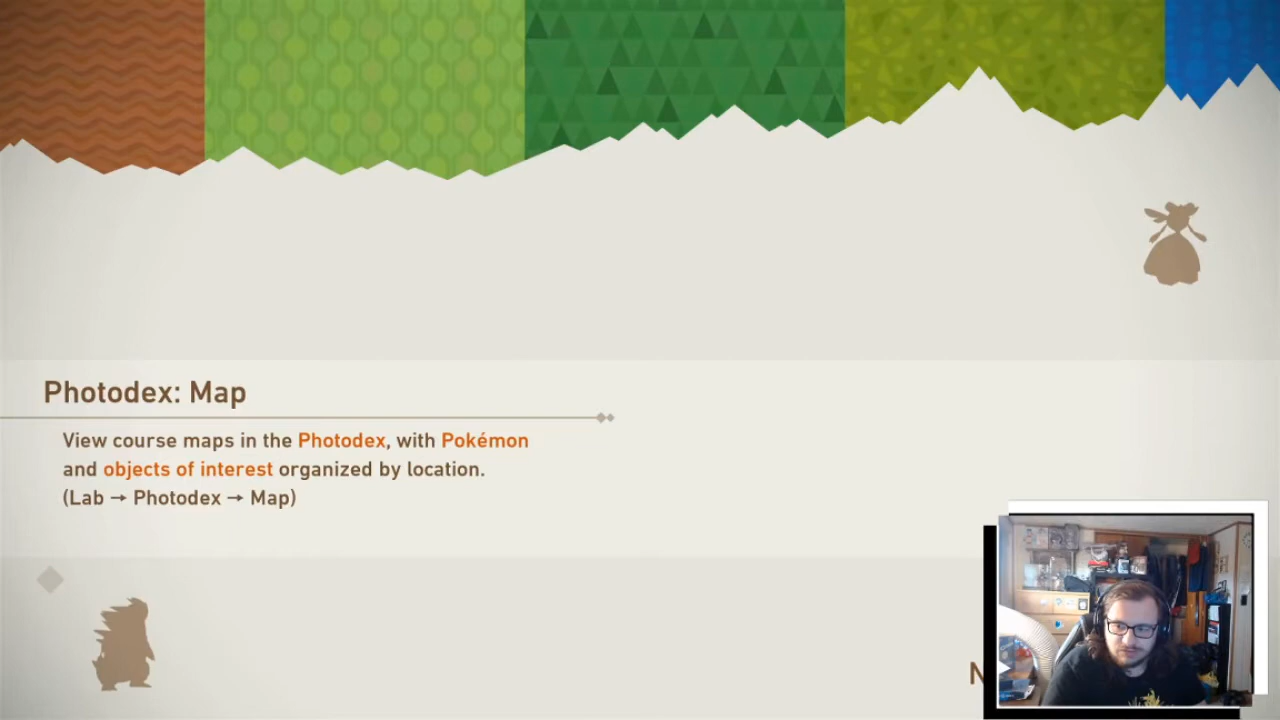 Photodex: Map
View course maps in the Photodex, with Pokémon
and objects of interest organized by location.
(Lab → Photodex → Map)
N